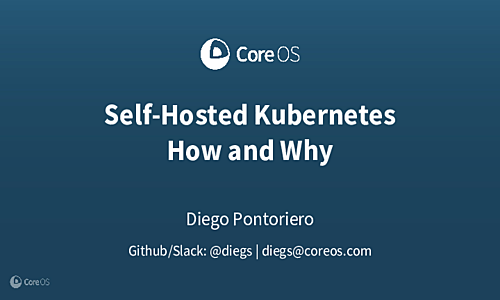 CoreOS
Self-Hosted Kubernetes
How and Why
Diego Pontoriero
Github/Slack: @diegs | diegs@coreos.com
CoreOS